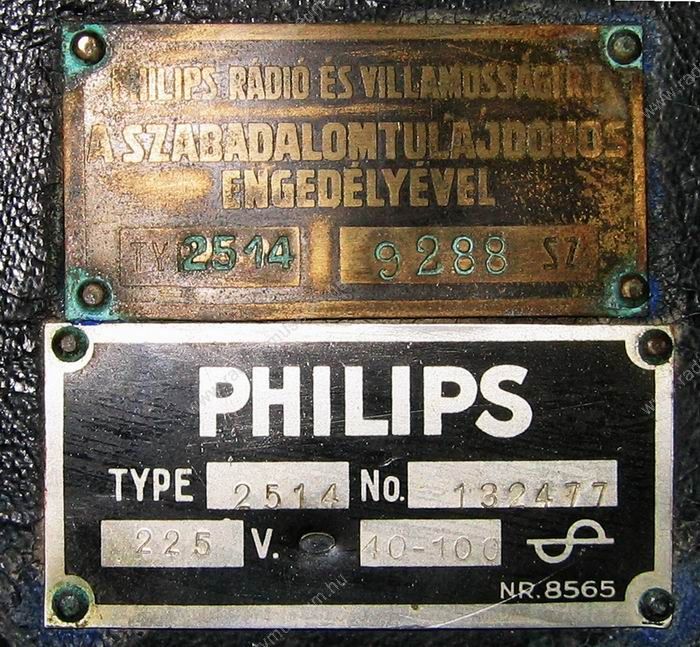 PHILIPS RÁDIÓ ÉS VILLAMOSSÁGI R.T.
A SZABADALOMTULAJDONOS
ENGEDÉLYÉVEL
TY 2514 9288 SZ
PHILIPS
TYPE 2514 No. 132477
225 V. 40-100
NR. 8565